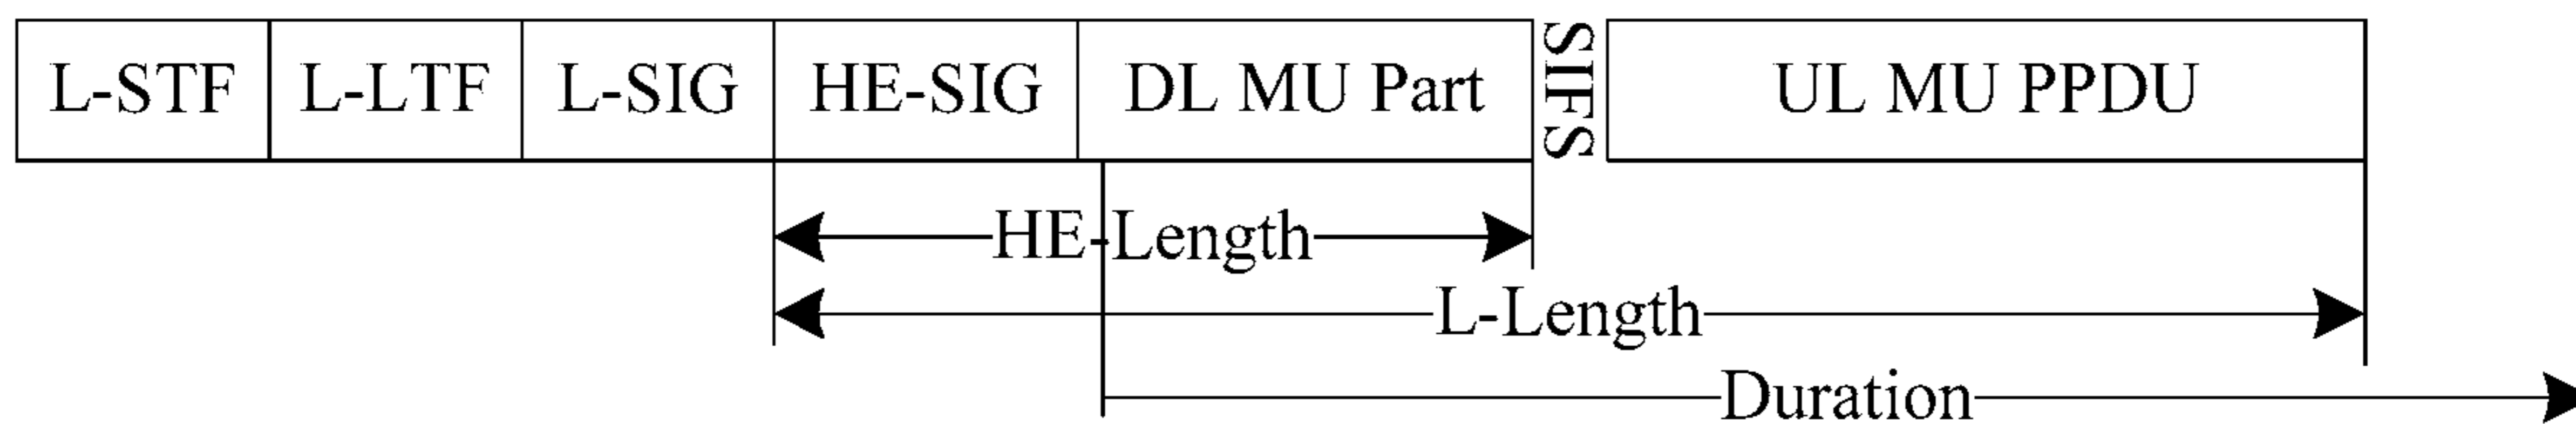 L-STF L-LTF L-SIG HE-SIG DL MU Part SIFS UL MU PPDU
HE-Length
L-Length
Duration